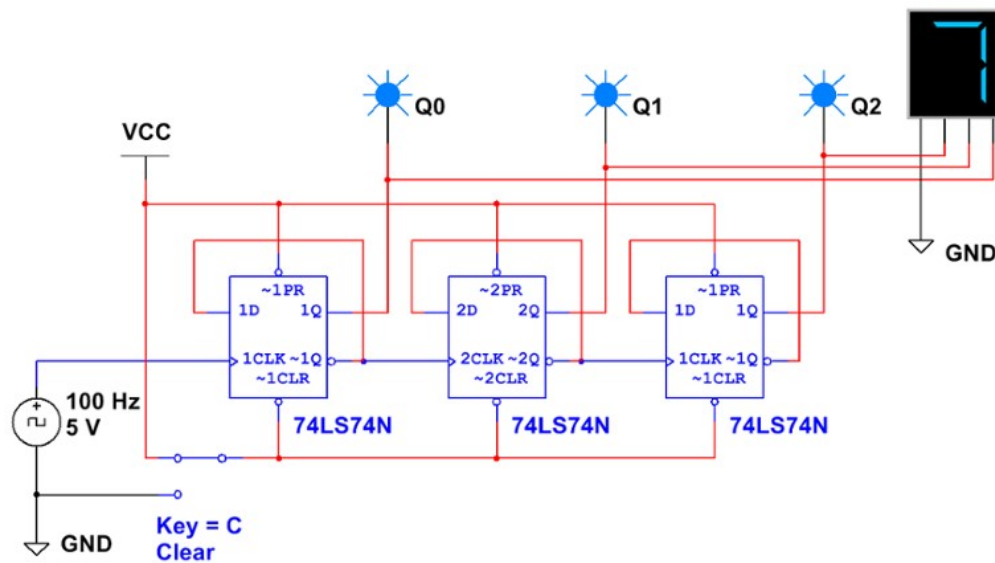 7
Q0
Q1
Q2
VCC
GND
~1PR
1D 1Q
1CLK ~1Q
~1CLR
74LS74N
~2PR
2D 2Q
2CLK ~2Q
~2CLR
74LS74N
~1PR
1D 1Q
1CLK ~1Q
~1CLR
74LS74N
100 Hz
5 V
GND
Key = C
Clear